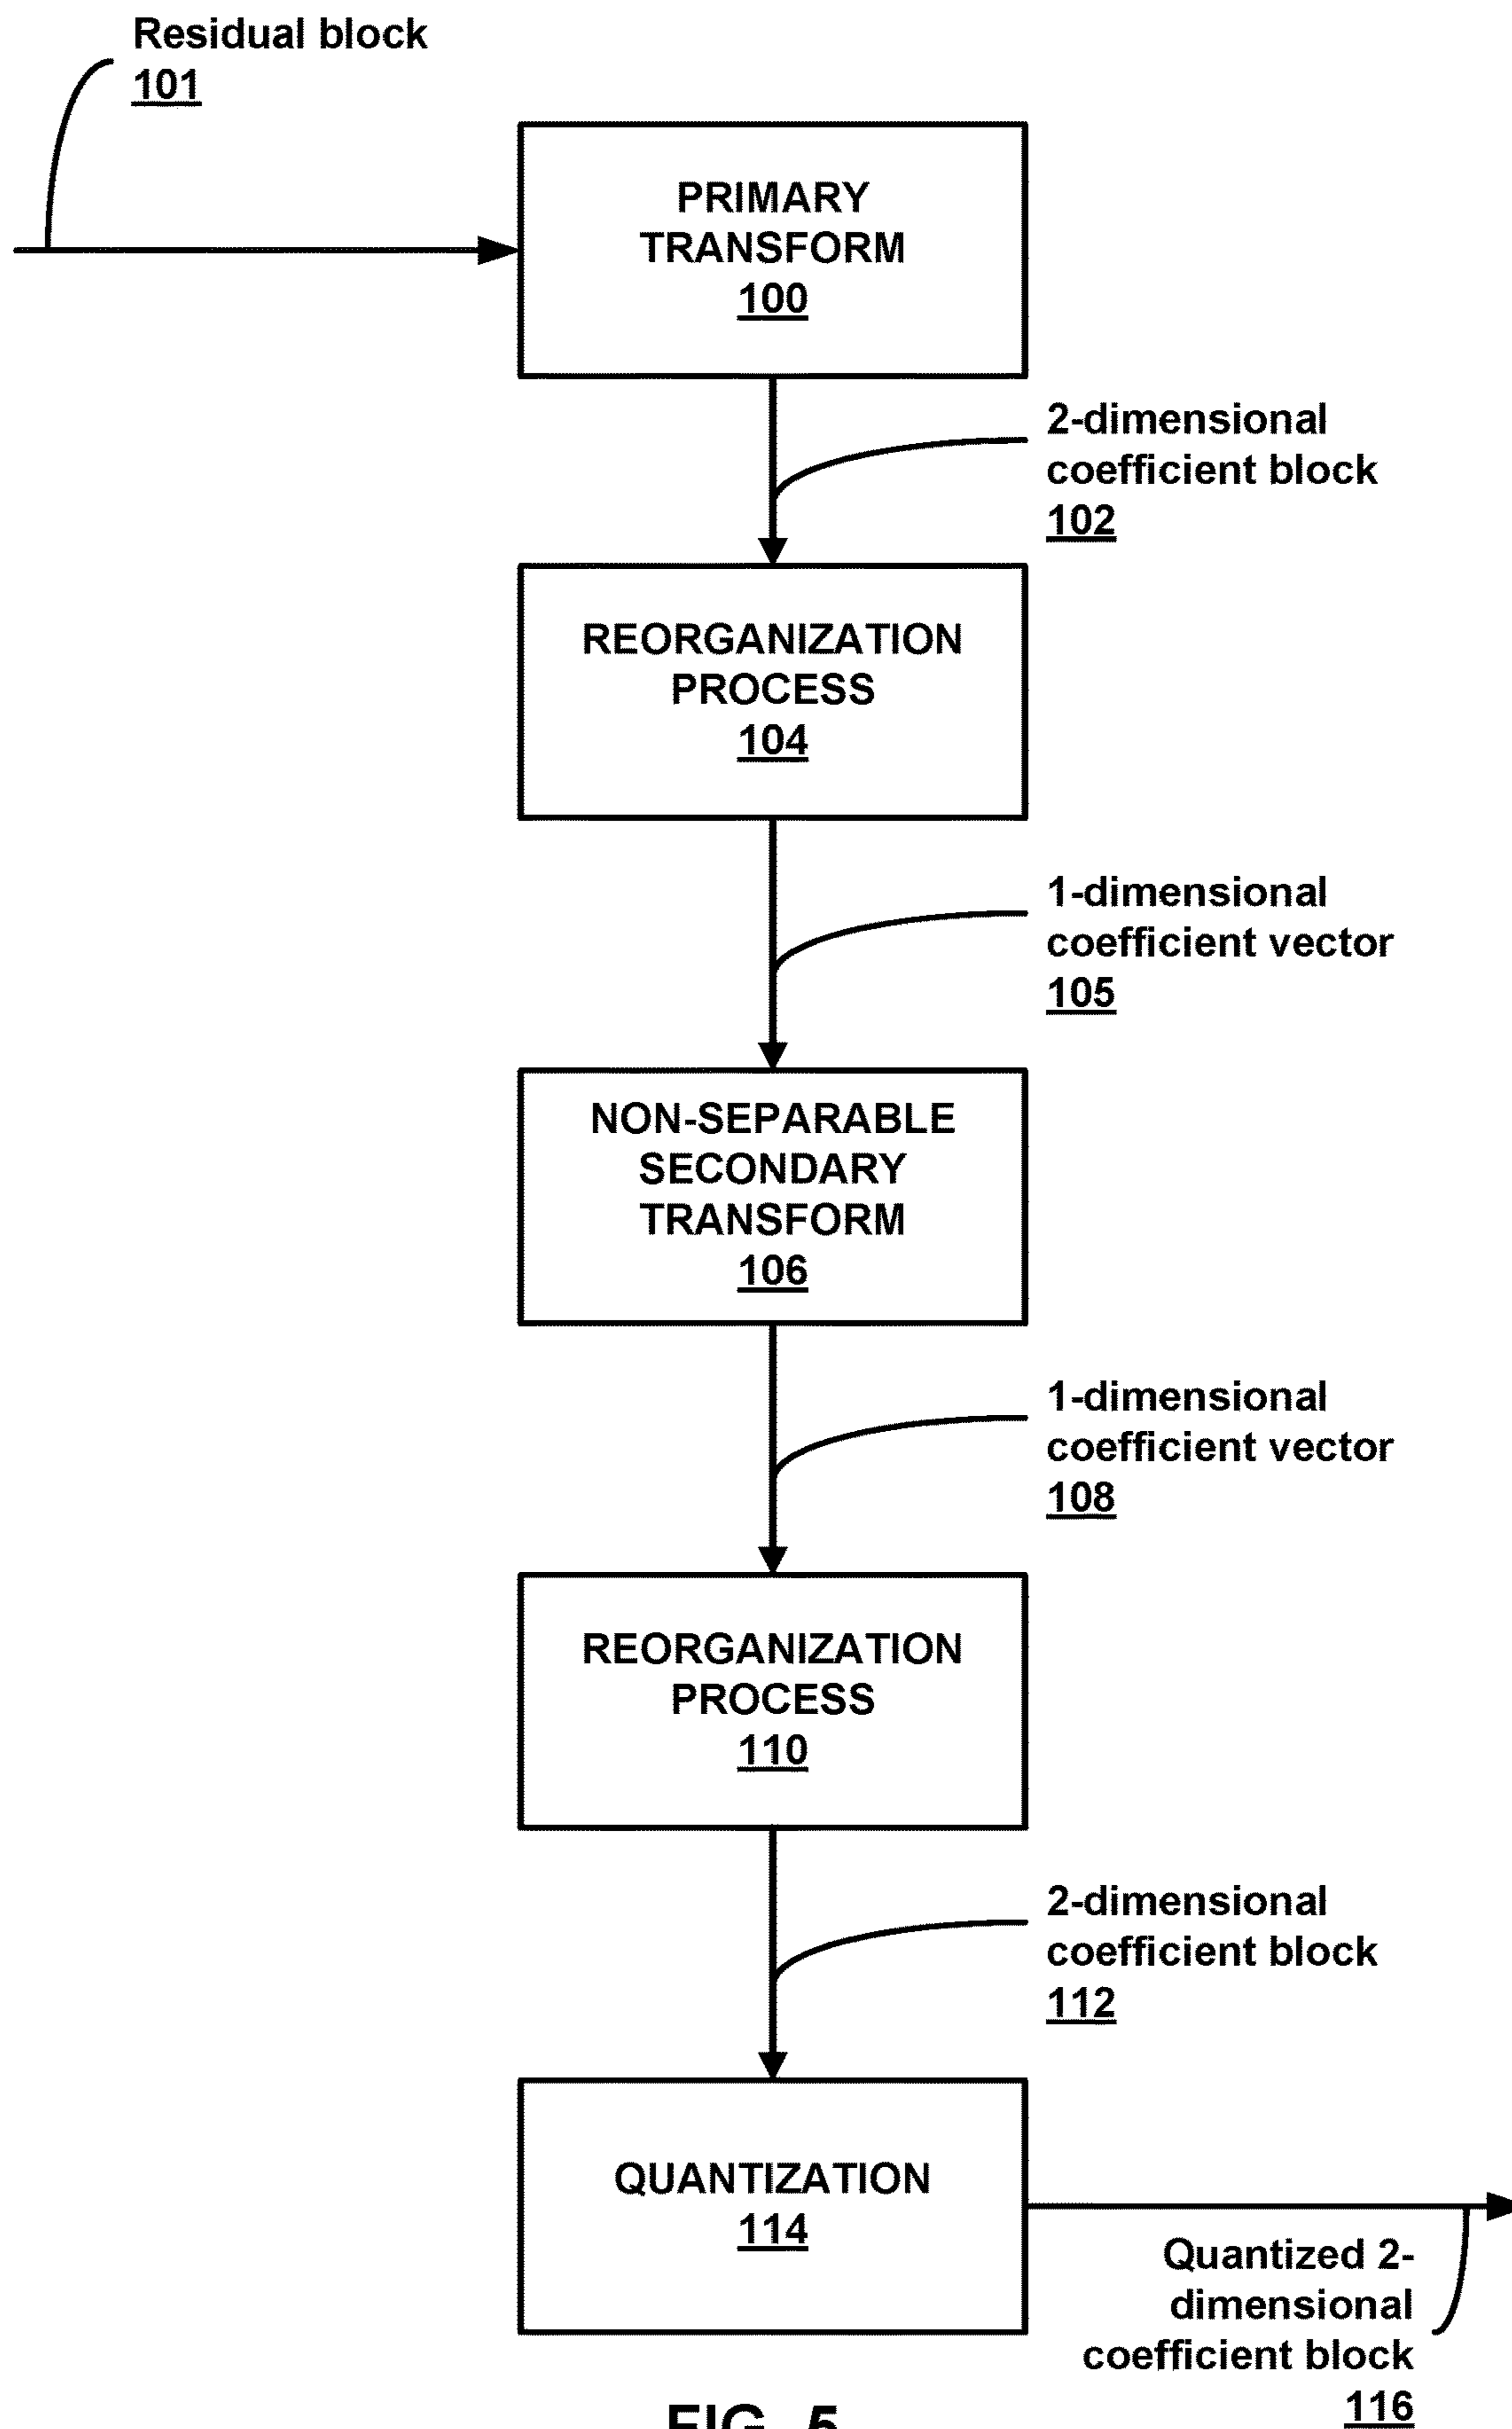 Residual block
101
PRIMARY
TRANSFORM
100
2-dimensional
coefficient block
102
REORGANIZATION
PROCESS
104
1-dimensional
coefficient vector
105
NON-SEPARABLE
SECONDARY
TRANSFORM
106
1-dimensional
coefficient vector
108
REORGANIZATION
PROCESS
110
2-dimensional
coefficient block
112
QUANTIZATION
114
Quantized 2-
dimensional
coefficient block
116
FIG. 5